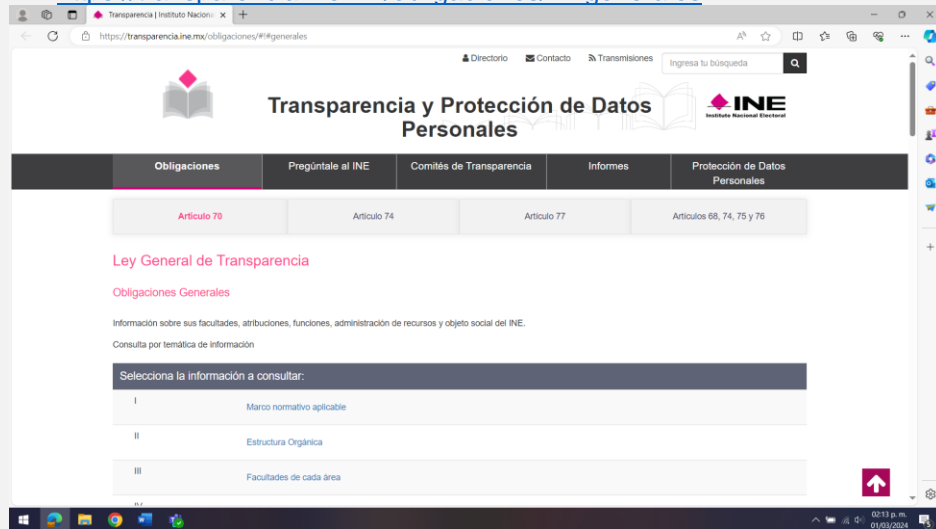 Transparencia | Instituto Naciona
https://transparencia.ine.mx/obligaciones/#!#generales
Directorio Contacto Transmisiones Ingresa tu búsqueda
Transparencia y Protección de Datos
Personales
INE
Instituto Nacional Electoral
Obligaciones Pregúntale al INE Comités de Transparencia Informes Protección de Datos
Personales
Artículo 70 Artículo 74 Artículo 77 Artículos 68, 74, 75 y 76
Ley General de Transparencia
Obligaciones Generales
Información sobre sus facultades, atribuciones, funciones, administración de recursos y objeto social del INE.
Consulta por temática de información
Selecciona la información a consultar:
I Marco normativo aplicable
II Estructura Orgánica
III Facultades de cada área
02:13 p. m.
01/03/2024